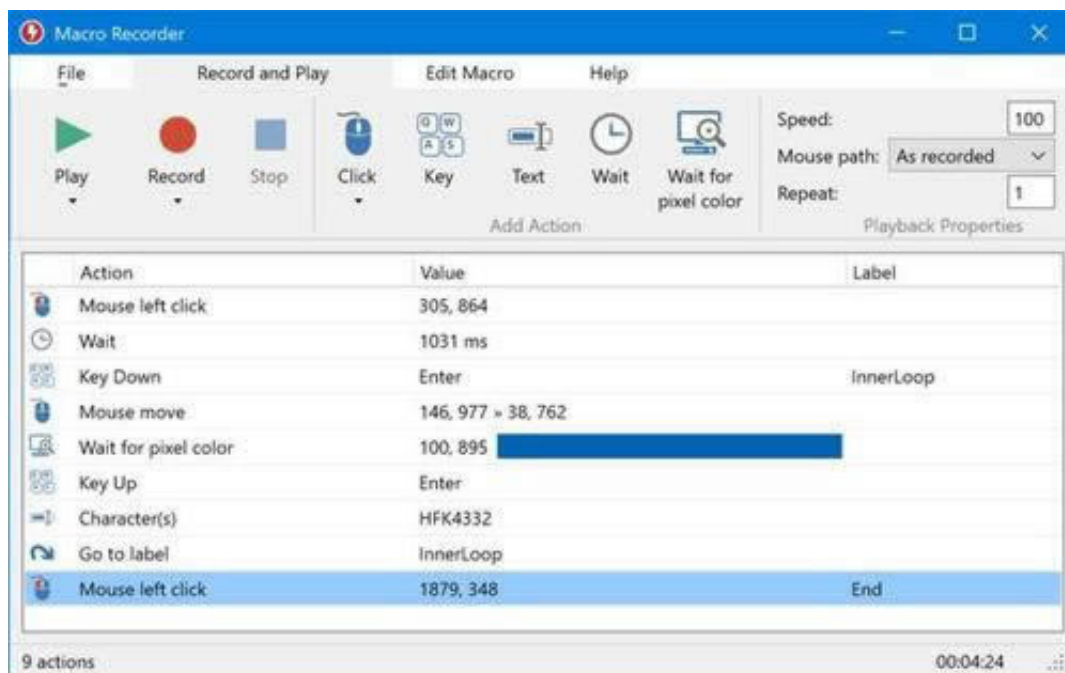 Macro Recorder
File Record and Play Edit Macro Help
Q W
A S
Speed: 100
Mouse path: As recorded
Repeat: 1
Play Record Stop Click Key Text Wait Wait for pixel color
Add Action Playback Properties
Action Value Label
Mouse left click 305, 864
Wait 1031 ms
Key Down Enter InnerLoop
Mouse move 146, 977 » 38, 762
Wait for pixel color 100, 895
Key Up Enter
Character(s) HFK4332
Go to label InnerLoop
Mouse left click 1879, 348 End
9 actions 00:04:24